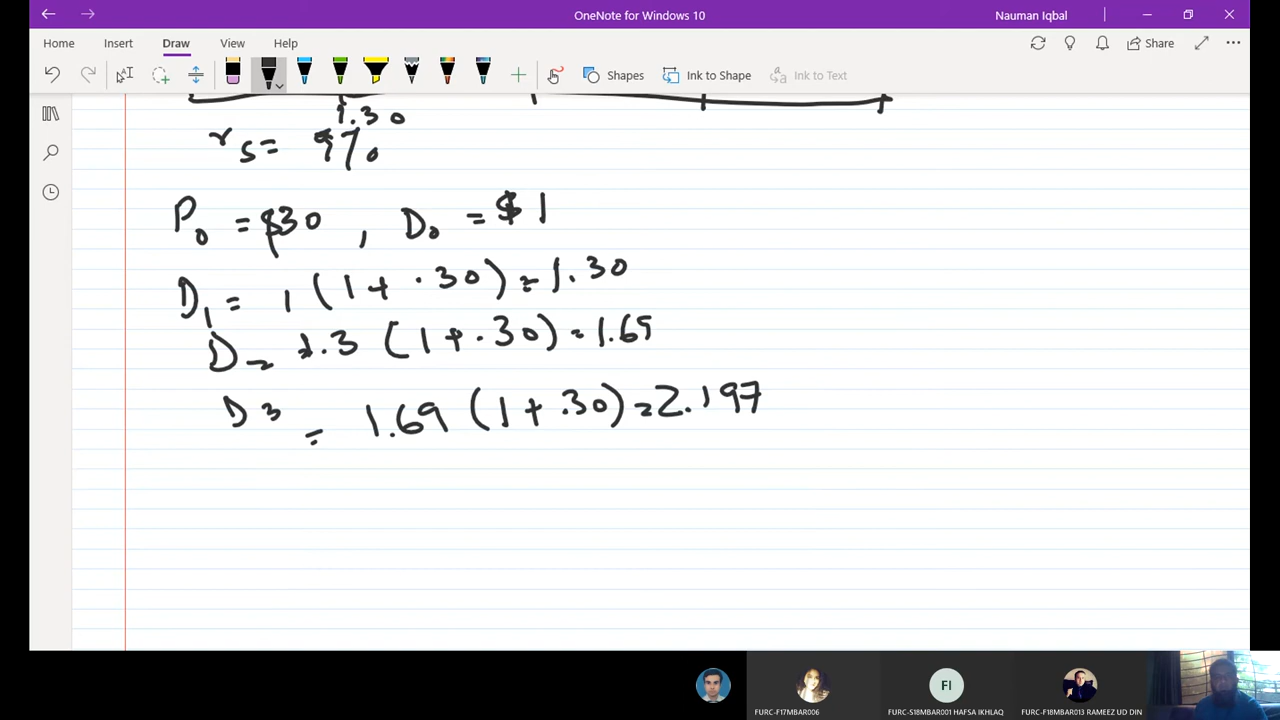 OneNote for Windows 10
Nauman Iqbal
Home Insert Draw View Help
Share
Shapes Ink to Shape Ink to Text
1.30
rs = 9%
P0 = $30 , D0 = $1
D1 = 1 (1 + .30) = 1.30
D2 = 1.3 (1 + .30) = 1.69
D3 = 1.69 (1 + .30) = 2.197
FI
FURC-F17MBAR006 FURC-S18MBAR001 HAFSA IKHLAQ FURC-F18MBAR013 RAMEEZ UD DIN